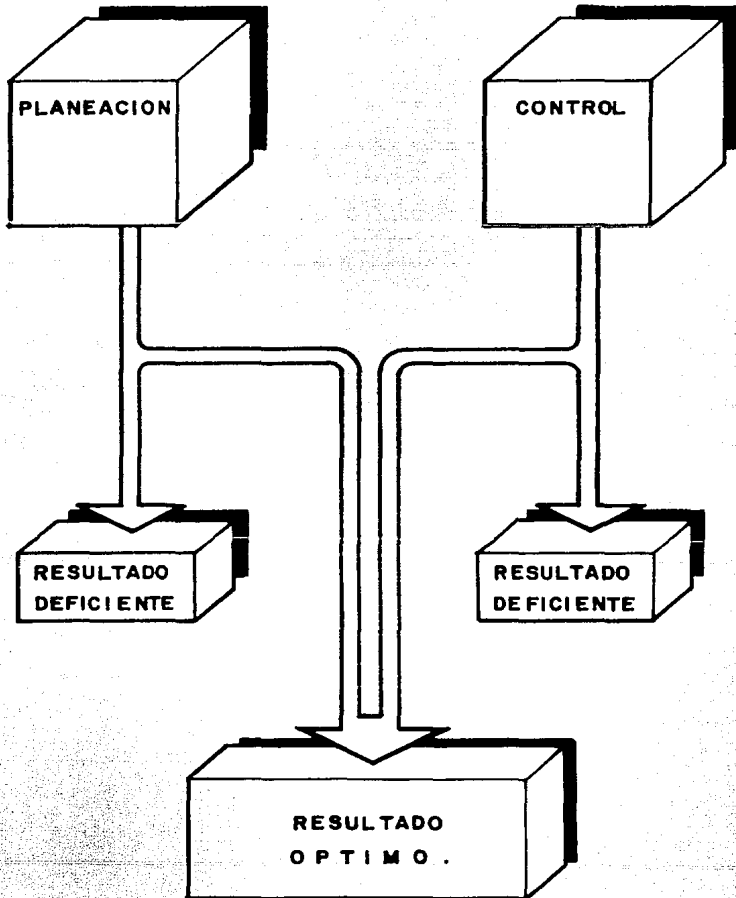 PLANEACION
CONTROL
RESULTADO
DEFICIENTE
RESULTADO
DEFICIENTE
RESULTADO
OPTIMO.